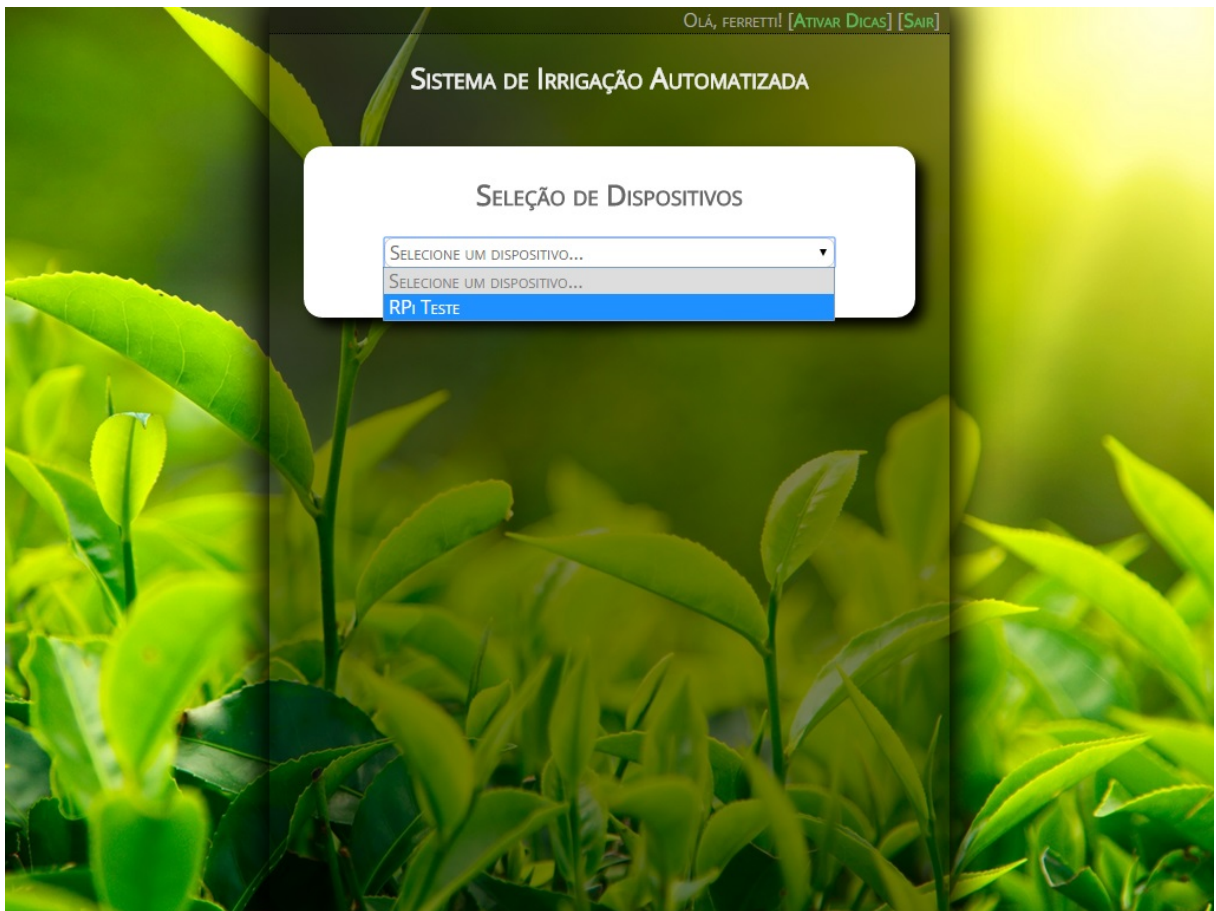 Olá, ferretti! [Ativar Dicas] [Sair]
Sistema de Irrigação Automatizada
Seleção de Dispositivos
Selecione um dispositivo...
Selecione um dispositivo...
RPi Teste